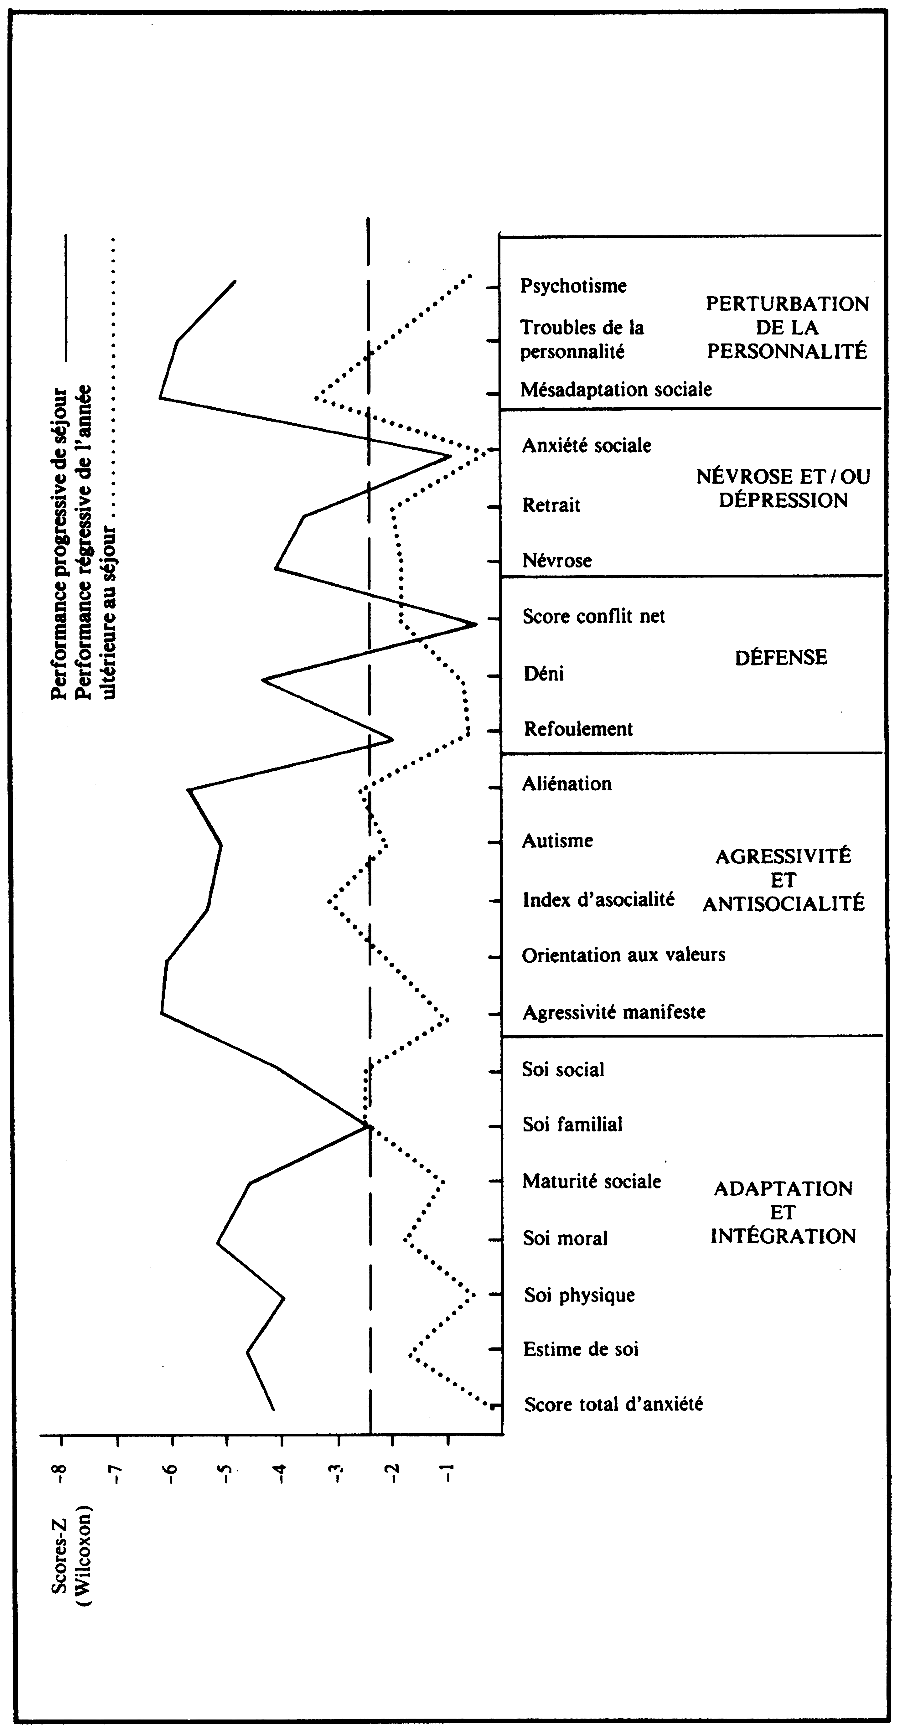 Performance progressive de séjour
Performance régressive de l'année
ultérieure au séjour
Psychotisme
Troubles de la
personnalité
Mésadaptation sociale
PERTURBATION
DE LA
PERSONNALITÉ
Anxiété sociale
Retrait
Névrose
NÉVROSE ET/OU
DÉPRESSION
Score conflit net
Déni
Refoulement
DÉFENSE
Aliénation
Autisme
Index d'asocialité
Orientation aux valeurs
Agressivité manifeste
AGRESSIVITÉ
ET
ANTISOCIALITÉ
Soi social
Soi familial
Maturité sociale
Soi moral
Soi physique
Estime de soi
Score total d'anxiété
ADAPTATION
ET
INTÉGRATION
-8 -7 -6 -5 -4 -3 -2 -1
Scores-Z
(Wilcoxon)